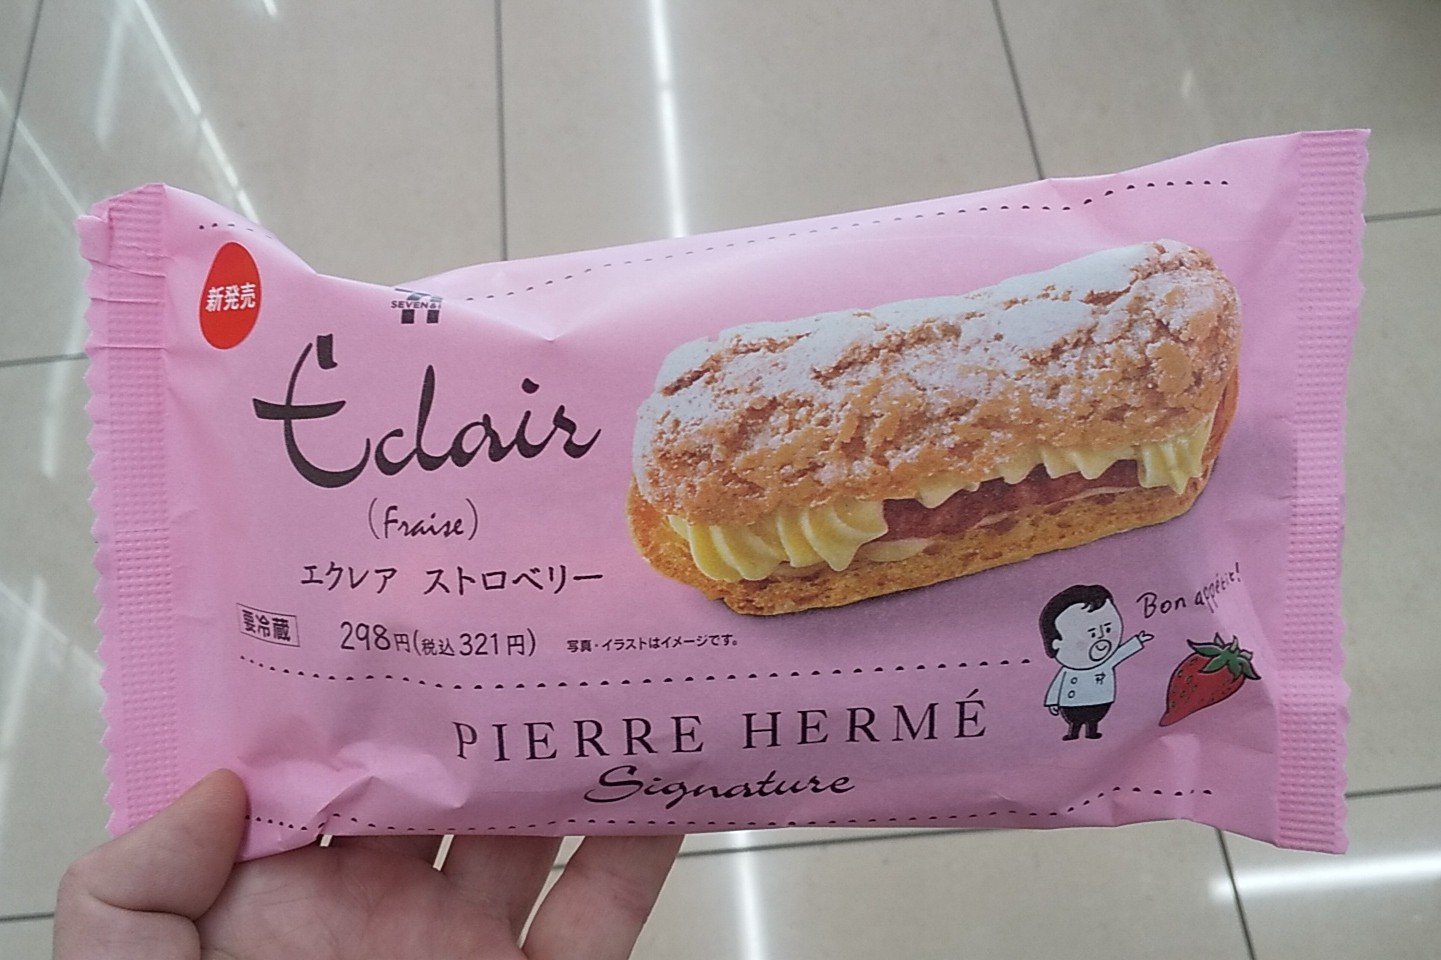 新発売
SEVEN&i
Eclair
(Fraise)
エクレア ストロベリー
要冷蔵
298円(税込321円)
写真・イラストはイメージです。
Bon appétit!
PIERRE HERMÉ
Signature